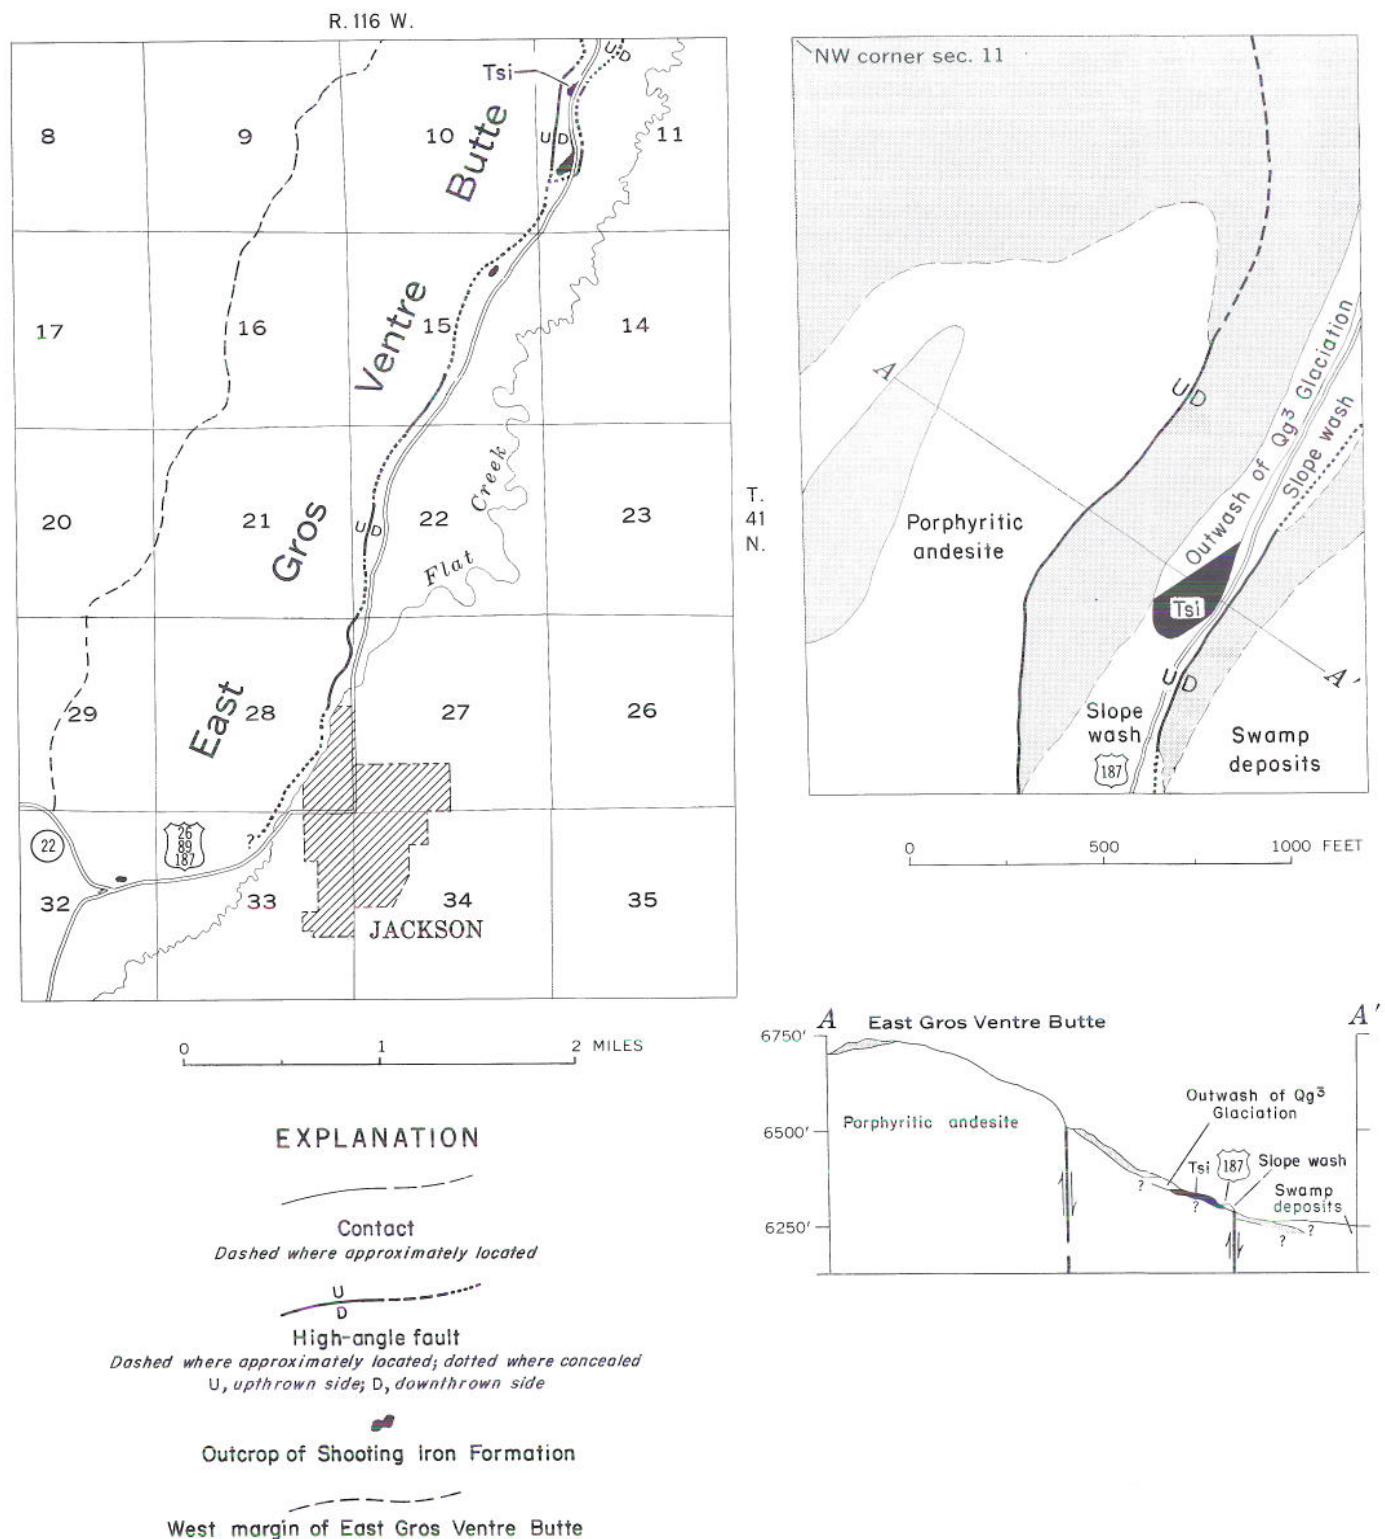 R. 116 W.
Tsi
U D
8
9
10
11
U D
Butte
17
16
15
14
Ventre
20
21
22
23
U D
Gros
Flat Creek
29
28
27
26
East
22
26
89
187
?
32
33
34
35
JACKSON
T.
41
N.
0 1 2 MILES
NW corner sec. 11
A
U D
Outwash of Qg3 Glaciation
Slope wash
Porphyritic
andesite
Tsi
A'
U D
Slope
wash
187
Swamp
deposits
0 500 1000 FEET
A East Gros Ventre Butte A'
6750'
Outwash of Qg3
Glaciation
Porphyritic andesite
6500'
Tsi 187 Slope wash
? ?
Swamp
deposits
6250'
? ?
EXPLANATION
Contact
Dashed where approximately located
U
D
High-angle fault
Dashed where approximately located; dotted where concealed
U, upthrown side; D, downthrown side
Outcrop of Shooting Iron Formation
West margin of East Gros Ventre Butte